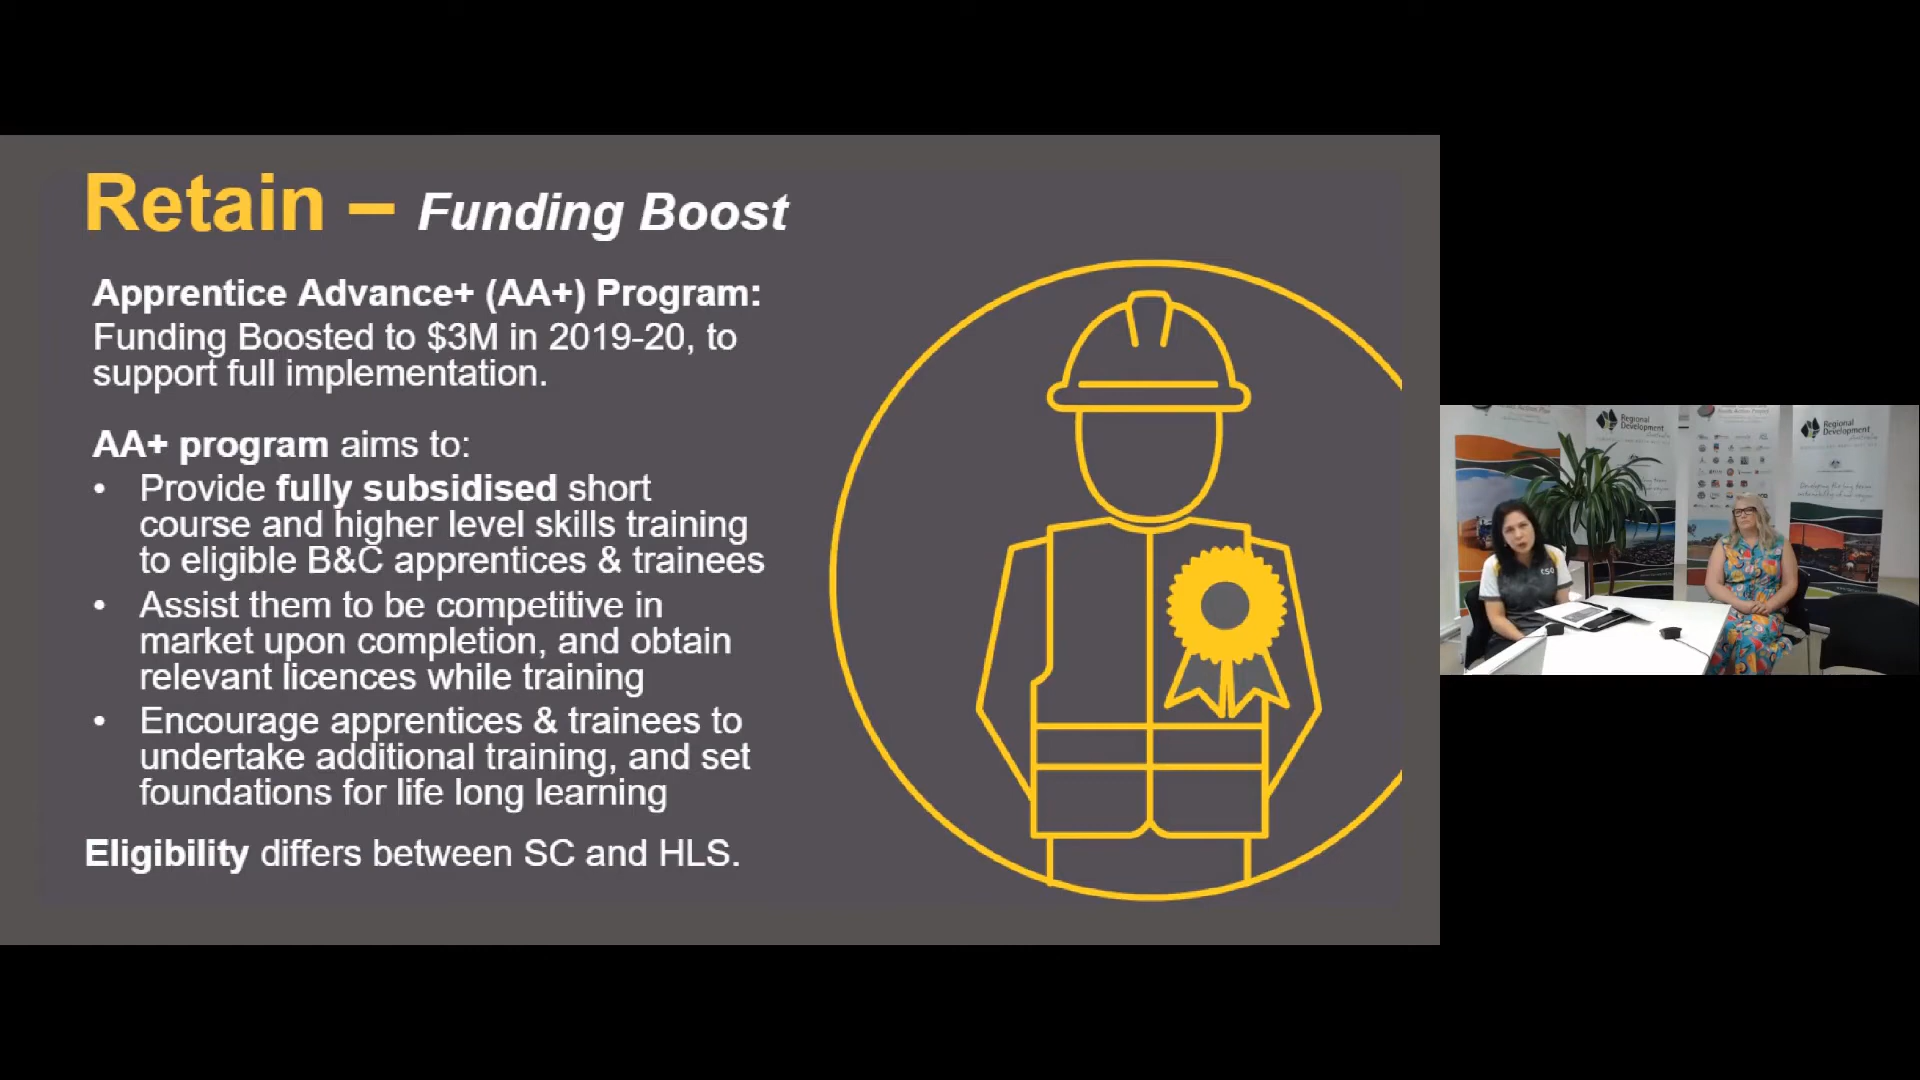 Retain – Funding Boost
Apprentice Advance+ (AA+) Program:
Funding Boosted to $3M in 2019-20, to
support full implementation.
AA+ program aims to:
• Provide fully subsidised short
course and higher level skills training
to eligible B&C apprentices & trainees
• Assist them to be competitive in
market upon completion, and obtain
relevant licences while training
• Encourage apprentices & trainees to
undertake additional training, and set
foundations for life long learning
Eligibility differs between SC and HLS.
Regional
Development
Regional
Development
Australia
csq